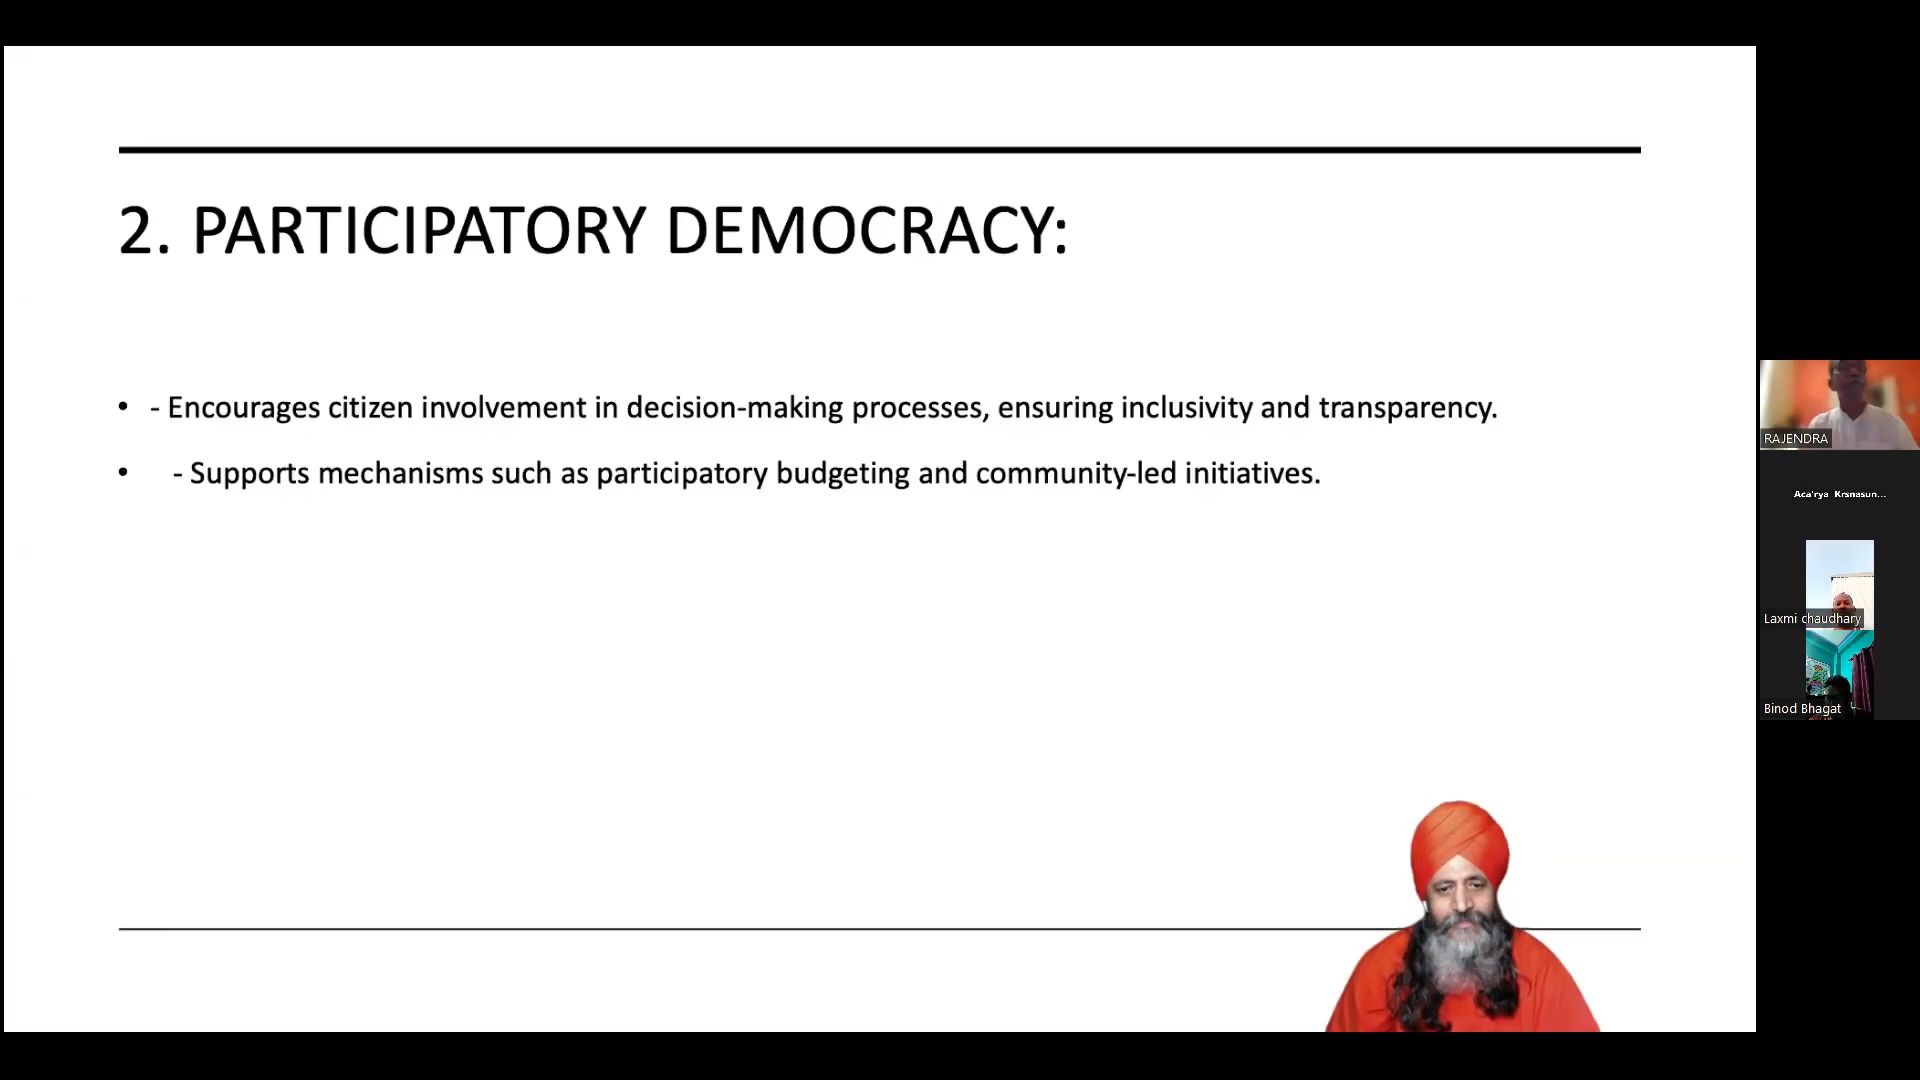 2. PARTICIPATORY DEMOCRACY:
• - Encourages citizen involvement in decision-making processes, ensuring inclusivity and transparency.
• - Supports mechanisms such as participatory budgeting and community-led initiatives.
RAJENDRA
Aca'rya Krsnasun...
Laxmi chaudhary
Binod Bhagat